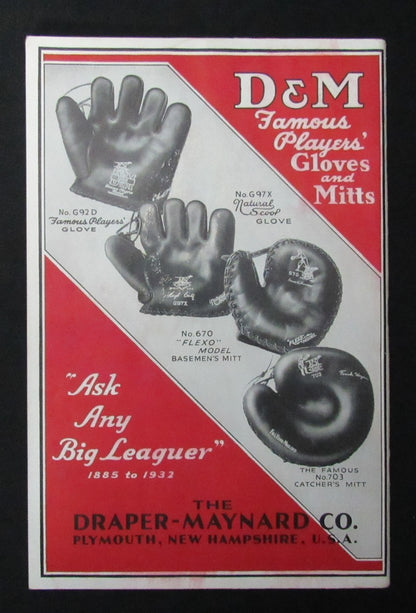 D&M
Famous
Players'
Gloves
and
Mitts
No. G92D
Famous Players'
GLOVE
No. G97X
Natural
Scoop
GLOVE
No. 670
"FLEXO"
MODEL
BASEMEN'S MITT
G97X
703
THE FAMOUS
No. 703
CATCHER'S MITT
"Ask
Any
Big Leaguer"
1885 to 1932
THE
DRAPER-MAYNARD CO.
PLYMOUTH, NEW HAMPSHIRE, U.S.A.